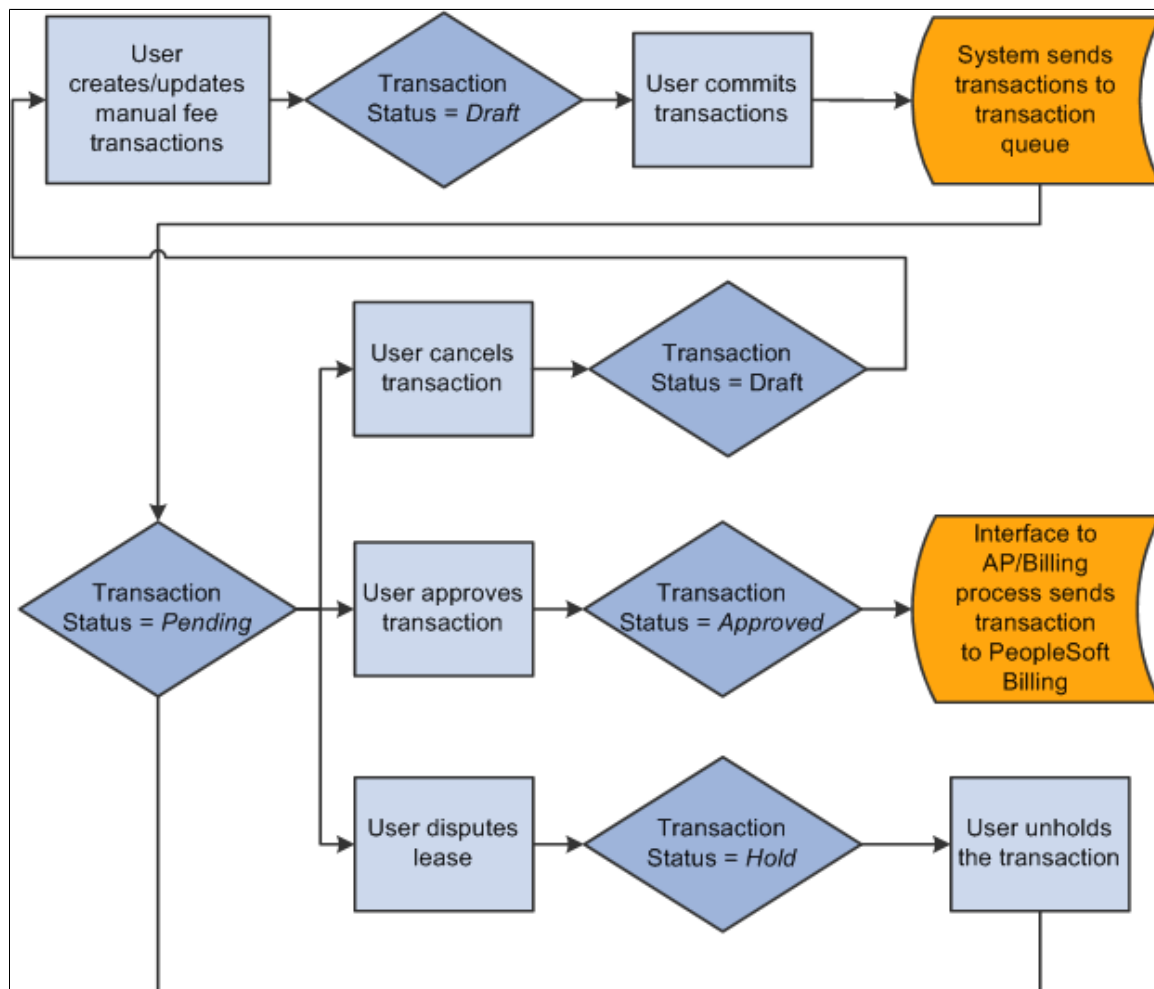 User
creates/updates
manual fee
transactions
Transaction
Status = Draft
User commits
transactions
System sends
transactions to
transaction
queue
User cancels
transaction
Transaction
Status = Draft
Transaction
Status = Pending
User approves
transaction
Transaction
Status = Approved
Interface to
AP/Billing
process sends
transaction
to PeopleSoft
Billing
User disputes
lease
Transaction
Status = Hold
User unholds
the transaction